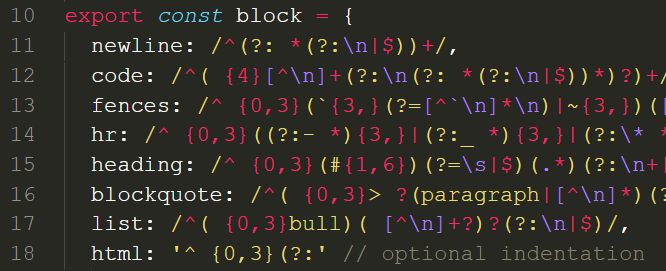 10 export const block = {
11 newline: /^(?: *(?:\n|$))+/,
12 code: /^( {4}[^\n]+(?:\n(?: *(?:\n|$))*)?)+/
13 fences: /^ {0,3}(`{3,}(?=[^`\n]*\n)|~{3,})(
14 hr: /^ {0,3}((?:- *){3,}|(?:_ *){3,}|(?:\* *
15 heading: /^ {0,3}(#{1,6})(?=\s|$)(.*)(?:\n+|
16 blockquote: /^( {0,3}> ?(paragraph|[^\n]*)(?
17 list: /^( {0,3}bull)( [^\n]+?)?(?:\n|$)/,
18 html: '^ {0,3}(?:' // optional indentation